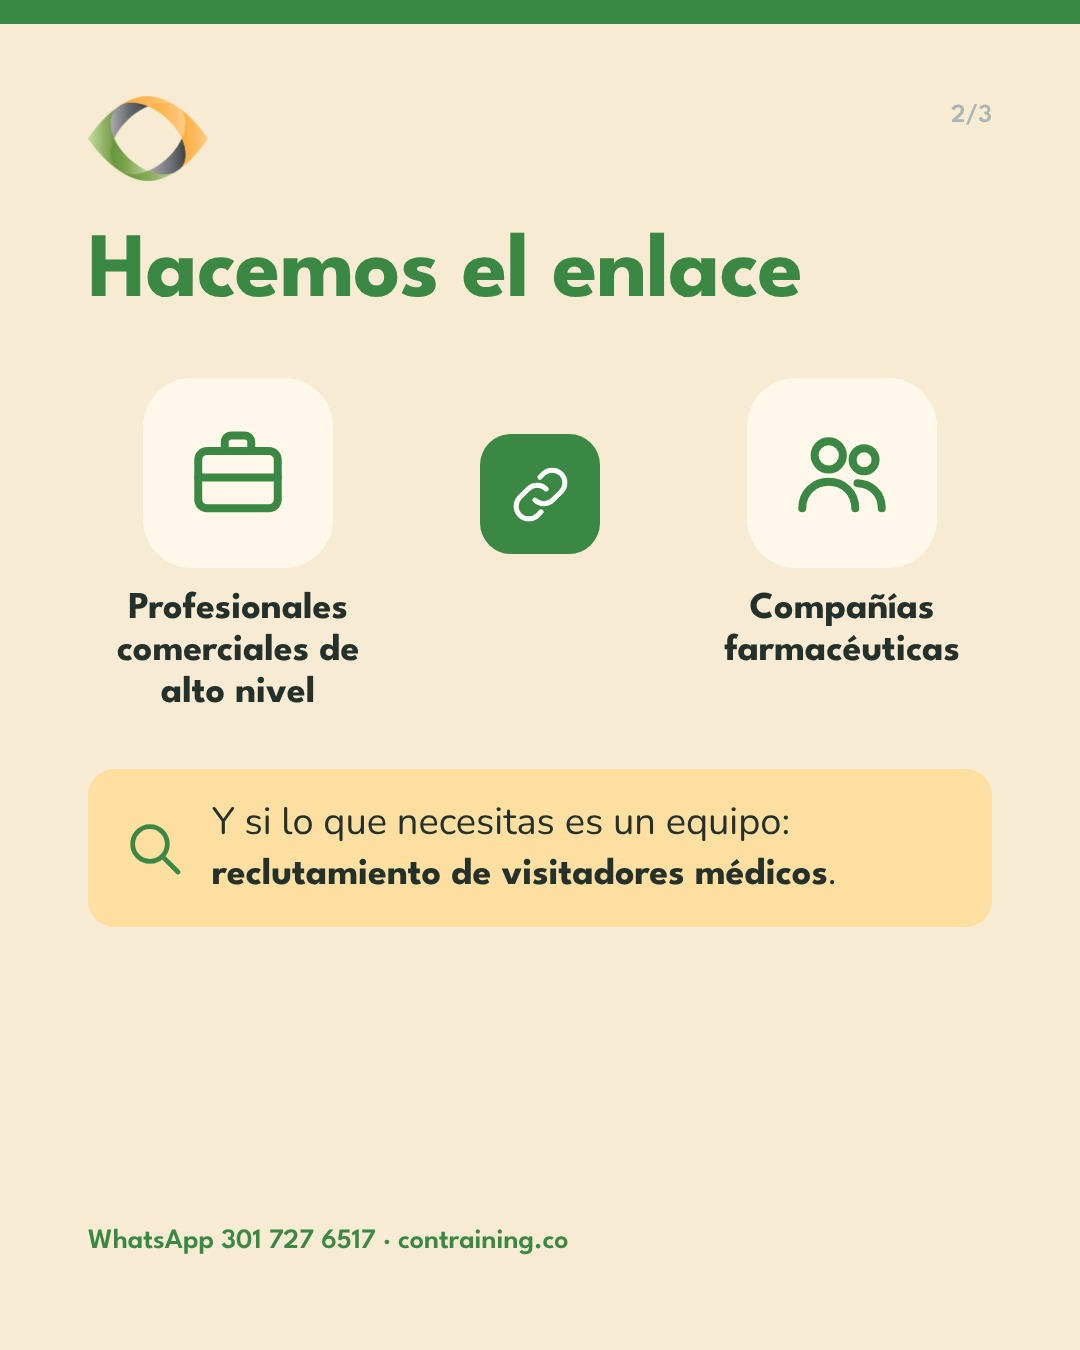 2/3
Hacemos el enlace
Profesionales
comerciales de
alto nivel
Compañías
farmacéuticas
Y si lo que necesitas es un equipo:
reclutamiento de visitadores médicos.
WhatsApp 301 727 6517 · contraining.co